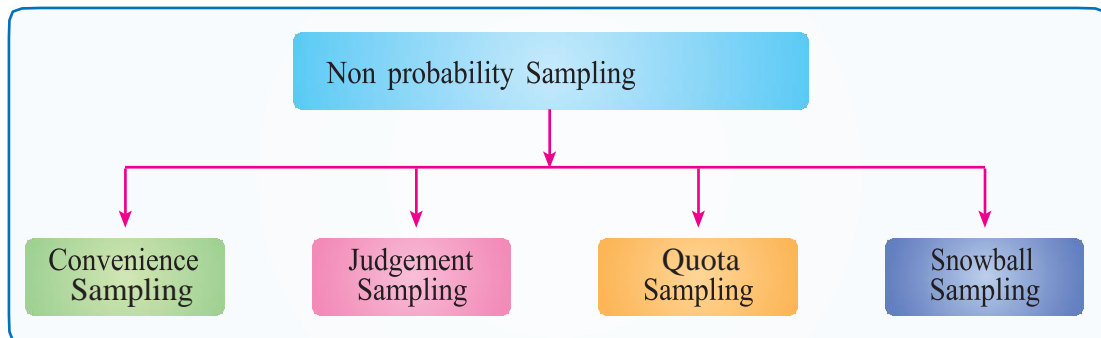 Non probability Sampling
Convenience
Sampling
Judgement
Sampling
Quota
Sampling
Snowball
Sampling